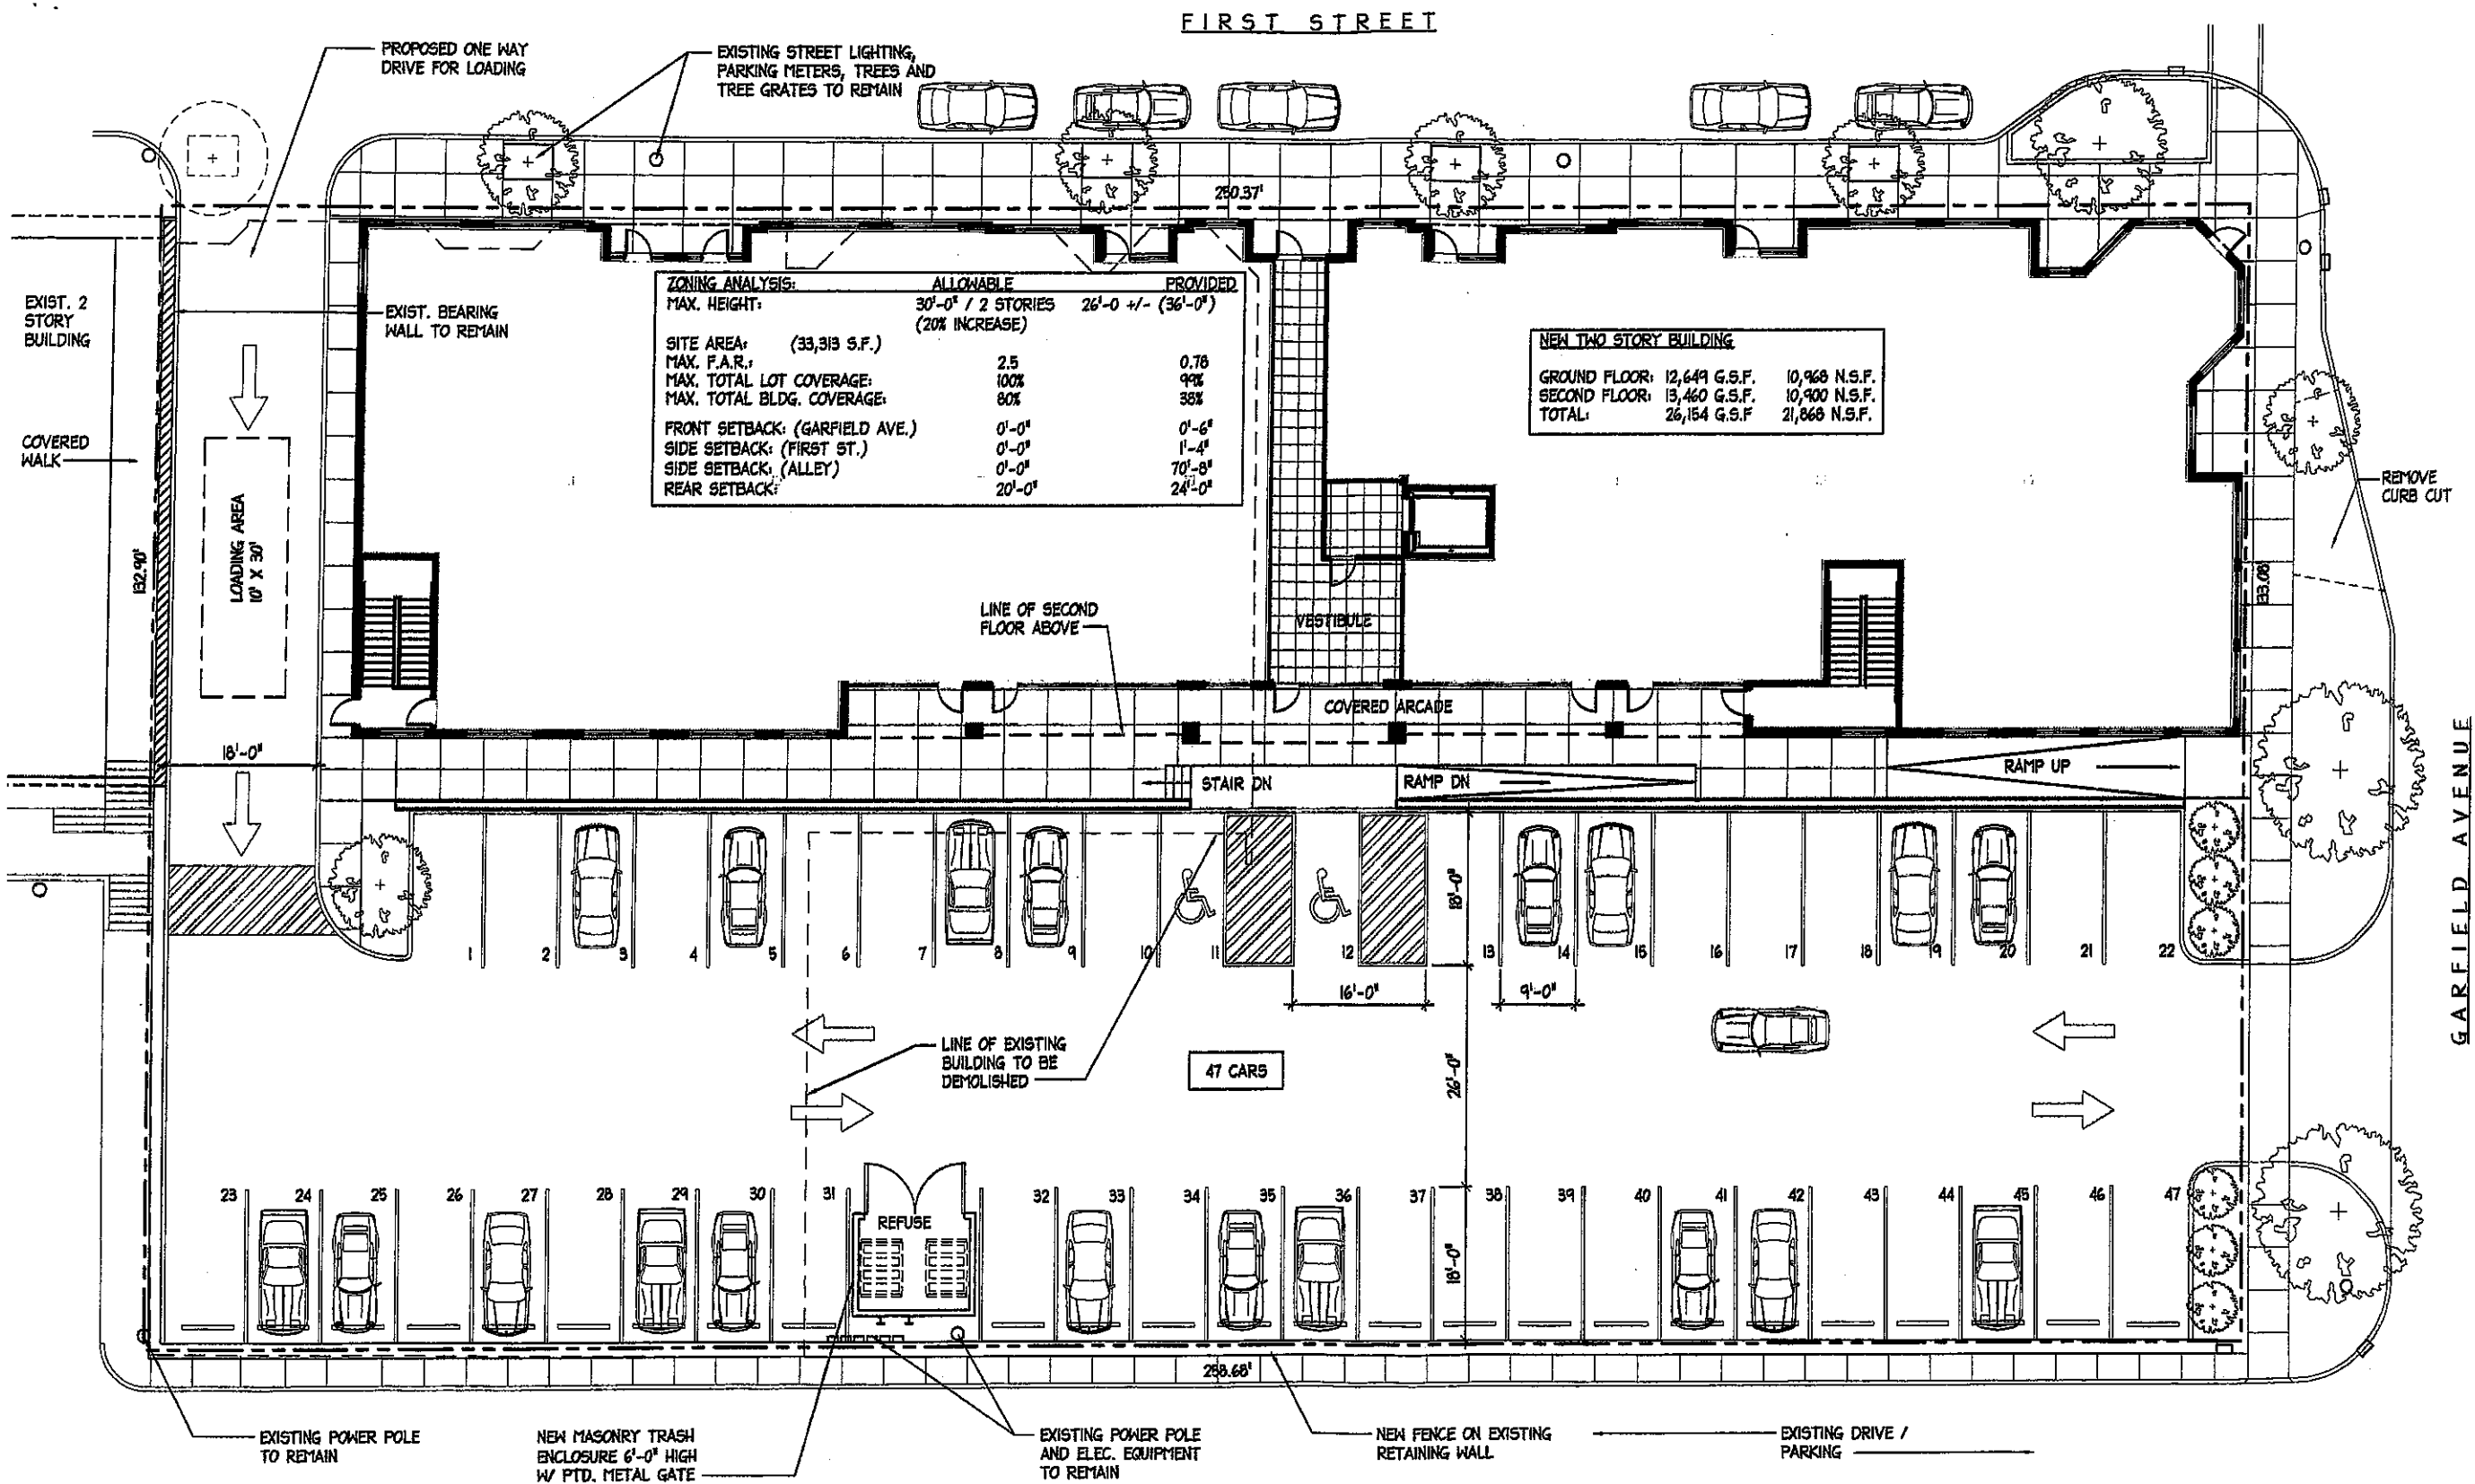 FIRST STREET
PROPOSED ONE WAY
DRIVE FOR LOADING
EXISTING STREET LIGHTING,
PARKING METERS, TREES AND
TREE GRATES TO REMAIN
250.37'
EXIST. 2
STORY
BUILDING
EXIST. BEARING
WALL TO REMAIN
COVERED
WALK
ZONING ANALYSIS: ALLOWABLE PROVIDED
MAX. HEIGHT: 30'-0" / 2 STORIES 26'-0 +/- (36'-0")
(20% INCREASE)
SITE AREA: (33,313 S.F.)
MAX. F.A.R.: 2.5 0.78
MAX. TOTAL LOT COVERAGE: 100% 99%
MAX. TOTAL BLDG. COVERAGE: 80% 38%
FRONT SETBACK: (GARFIELD AVE.) 0'-0" 0'-6"
SIDE SETBACK: (FIRST ST.) 0'-0" 1'-4"
SIDE SETBACK: (ALLEY) 0'-0" 70'-8"
REAR SETBACK: 20'-0" 24'-0"
NEW TWO STORY BUILDING
GROUND FLOOR: 12,649 G.S.F. 10,968 N.S.F.
SECOND FLOOR: 13,460 G.S.F. 10,900 N.S.F.
TOTAL: 26,154 G.S.F 21,868 N.S.F.
REMOVE
CURB CUT
LOADING AREA
10' X 30'
132.90'
133.08'
LINE OF SECOND
FLOOR ABOVE
VESTIBULE
COVERED ARCADE
18'-0"
STAIR DN
RAMP DN
RAMP UP
GARFIELD AVENUE
18'-0"
1 2 3 4 5 6 7 8 9 10 11 12 13 14 15 16 17 18 19 20 21 22
16'-0"
9'-0"
LINE OF EXISTING
BUILDING TO BE
DEMOLISHED
47 CARS
26'-0"
23 24 25 26 27 28 29 30 31 32 33 34 35 36 37 38 39 40 41 42 43 44 45 46 47
REFUSE
18'-0"
258.68'
EXISTING POWER POLE
TO REMAIN
NEW MASONRY TRASH
ENCLOSURE 6'-0" HIGH
W/ PTD. METAL GATE
EXISTING POWER POLE
AND ELEC. EQUIPMENT
TO REMAIN
NEW FENCE ON EXISTING
RETAINING WALL
EXISTING DRIVE /
PARKING